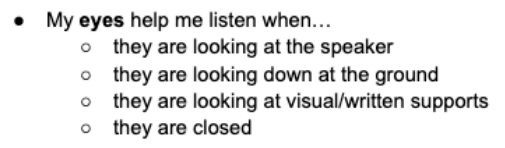 ● My eyes help me listen when…
○ they are looking at the speaker
○ they are looking down at the ground
○ they are looking at visual/written supports
○ they are closed